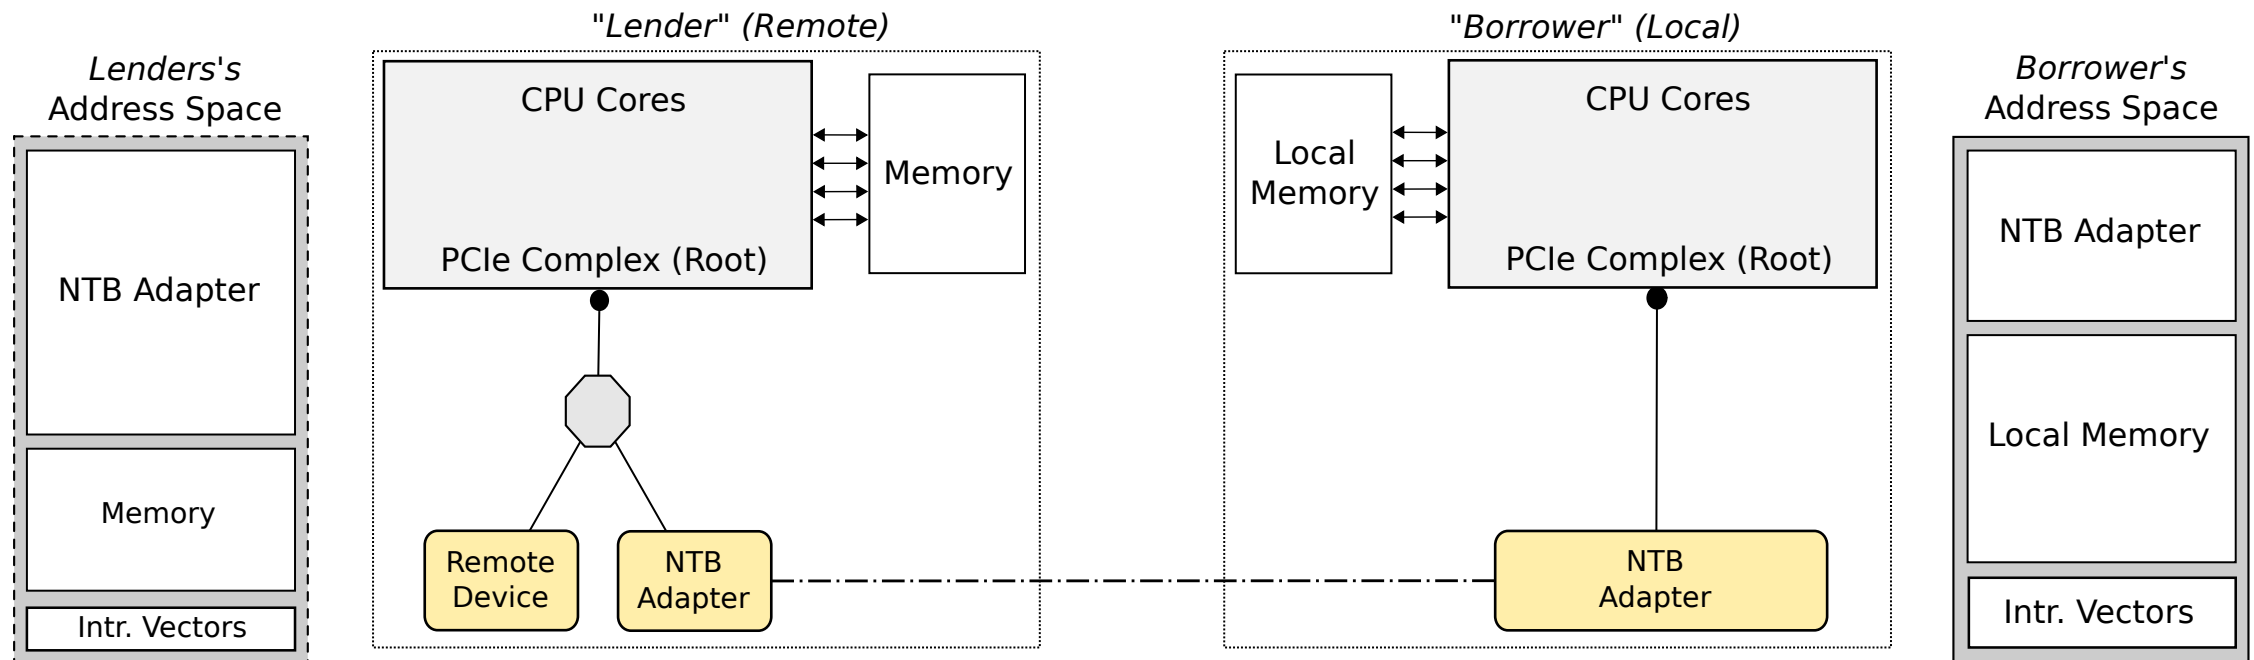 Lenders's
Address Space
NTB Adapter
Memory
Intr. Vectors
"Lender" (Remote)
CPU Cores
PCIe Complex (Root)
Memory
Remote
Device
NTB
Adapter
"Borrower" (Local)
Local
Memory
CPU Cores
PCIe Complex (Root)
NTB
Adapter
Borrower's
Address Space
NTB Adapter
Local Memory
Intr. Vectors